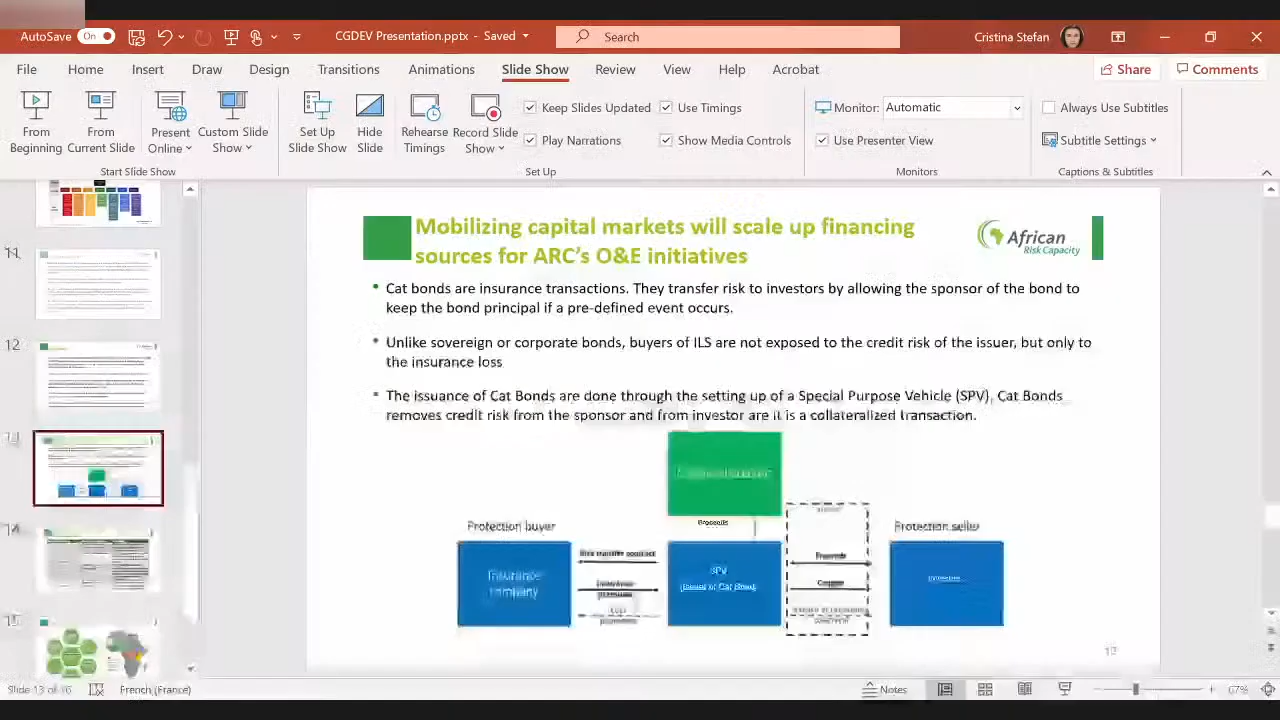 AutoSave
On
CGDEV Presentation.pptx - Saved
Search
Cristina Stefan
File
Home
Insert
Draw
Design
Transitions
Animations
Slide Show
Review
View
Help
Acrobat
Share
Comments
From
Beginning
From
Current Slide
Present
Online
Custom Slide
Show
Set Up
Slide Show
Hide
Slide
Rehearse
Timings
Record Slide
Show
Keep Slides Updated
Use Timings
Play Narrations
Show Media Controls
Monitor:
Automatic
Use Presenter View
Always Use Subtitles
Subtitle Settings
Start Slide Show
Set Up
Monitors
Captions & Subtitles
Mobilizing capital markets will scale up financing
sources for ARC's O&E initiatives
African
Risk Capacity
Cat bonds are insurance transactions. They transfer risk to investors by allowing the sponsor of the bond to
keep the bond principal if a pre-defined event occurs.
Unlike sovereign or corporate bonds, buyers of ILS are not exposed to the credit risk of the issuer, but only to
the insurance loss
The issuance of Cat Bonds are done through the setting up of a Special Purpose Vehicle (SPV). Cat Bonds
removes credit risk from the sponsor and from investor are it is a collateralized transaction.
Protection buyer
Proceeds
Protection seller
Insurance
company
Risk transfer contract
SPV
(Issuer of Cat Bond)
Proceeds
Coupon
11
12
13
14
15
13
Slide 13 of 16
French (France)
Notes
67%